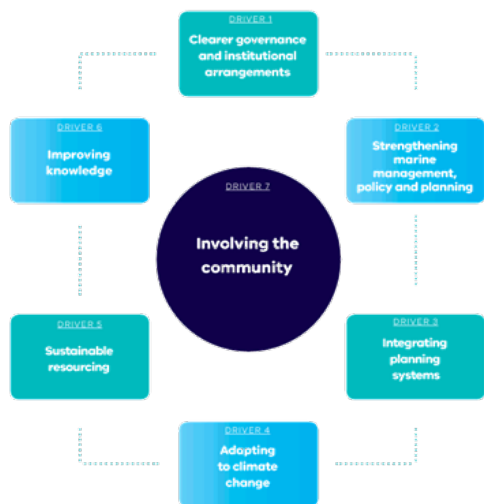 DRIVER 1
Clearer governance
and institutional
arrangements
DRIVER 2
Strengthening
marine
management,
policy and planning
DRIVER 3
Integrating
planning
systems
DRIVER 4
Adapting
to climate
change
DRIVER 5
Sustainable
resourcing
DRIVER 6
Improving
knowledge
DRIVER 7
Involving the
community